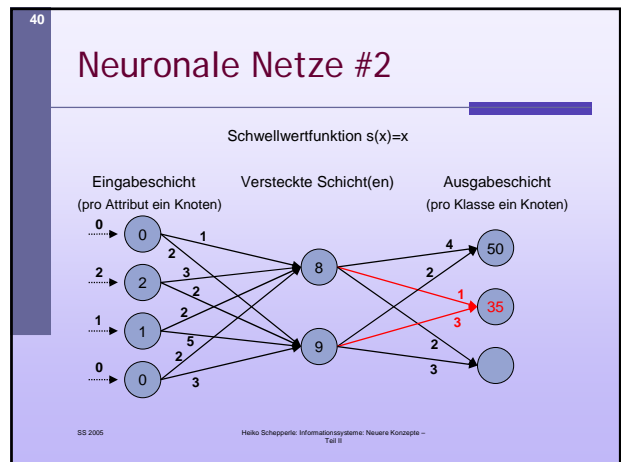 40
Neuronale Netze #2
Schwellwertfunktion s(x)=x
Eingabeschicht
(pro Attribut ein Knoten)
Versteckte Schicht(en)
Ausgabeschicht
(pro Klasse ein Knoten)
0
0
1
2
2
2
3
2
1
1
2
5
0
0
2
3
8
9
4
2
1
3
2
3
50
35
SS 2005
Heiko Schepperle: Informationssysteme: Neuere Konzepte –
Teil II